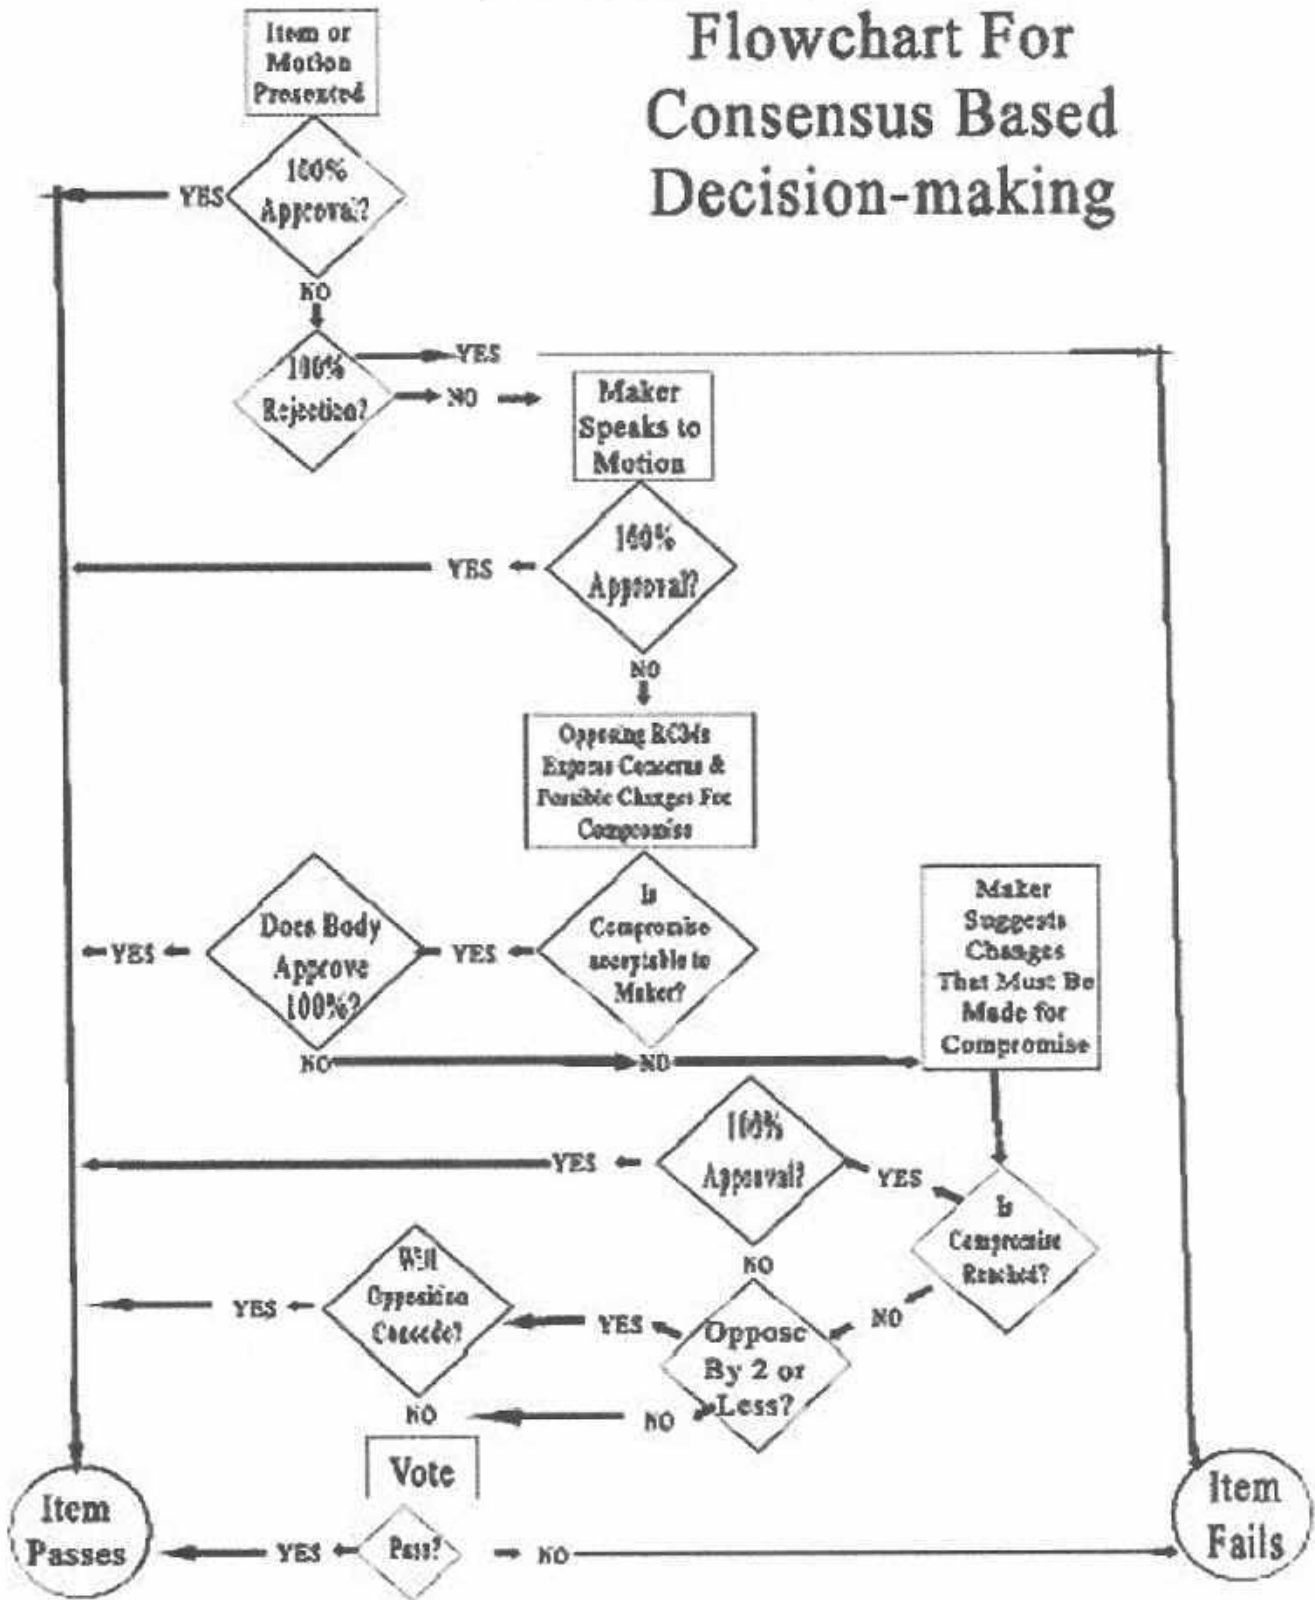 Flowchart For
Consensus Based
Decision-making
Item or
Motion
Presented
100%
Approval?
YES
NO
100%
Rejection?
YES
NO
Maker
Speaks to
Motion
100%
Approval?
YES
NO
Opposing RCMs
Express Concerns &
Possible Changes For
Compromise
Is
Compromise
acceptable to
Maker?
YES
Does Body
Approve
100%?
YES
NO
NO
Maker
Suggests
Changes
That Must Be
Made for
Compromise
Is
Compromise
Reached?
YES
NO
100%
Approval?
YES
NO
Oppose
By 2 or
Less?
YES
NO
Will
Opposition
Concede?
YES
NO
Vote
Pass?
YES
NO
Item
Passes
Item
Fails